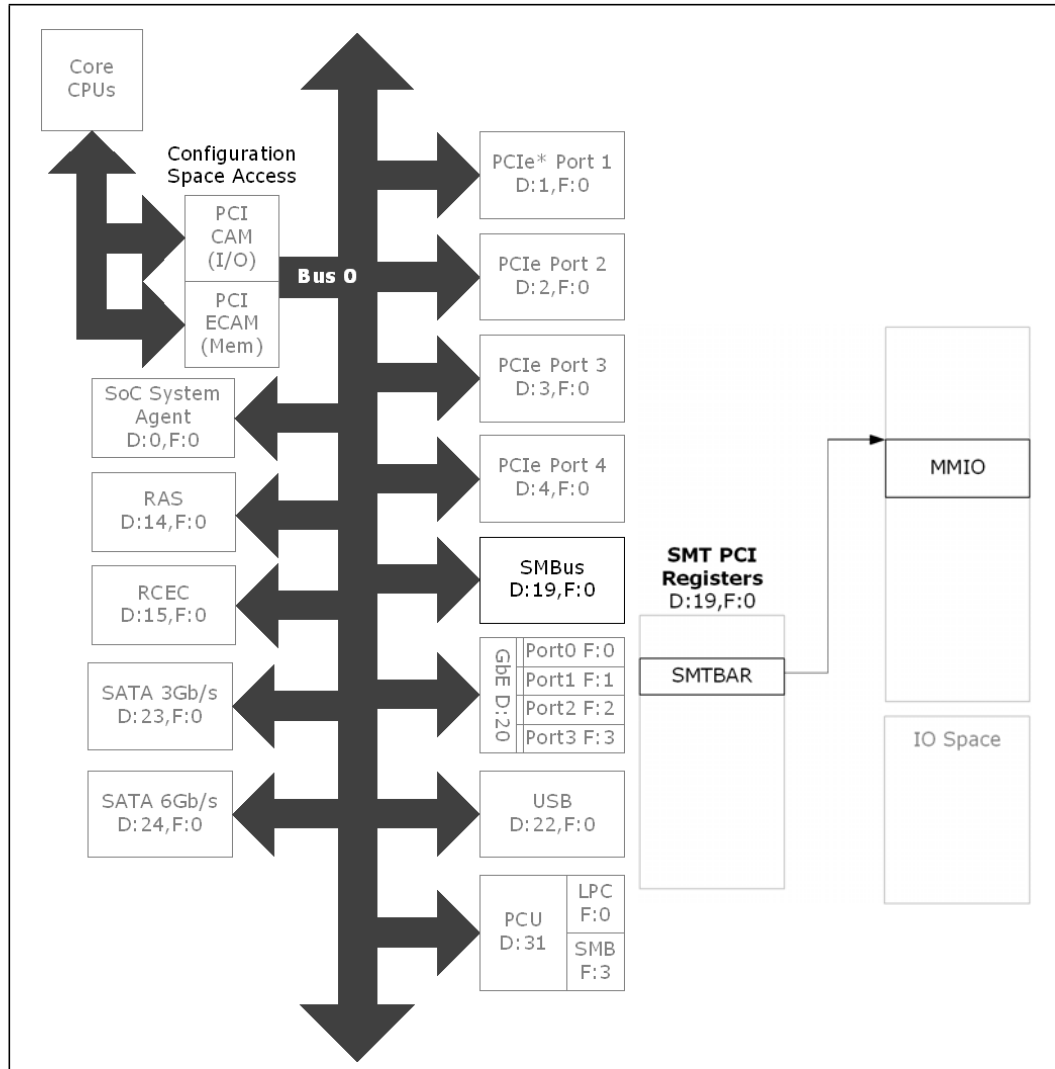 Core
CPUs
Configuration
Space Access
PCI
CAM
(I/O)
PCI
ECAM
(Mem)
Bus 0
SoC System
Agent
D:0,F:0
RAS
D:14,F:0
RCEC
D:15,F:0
SATA 3Gb/s
D:23,F:0
SATA 6Gb/s
D:24,F:0
PCIe* Port 1
D:1,F:0
PCIe Port 2
D:2,F:0
PCIe Port 3
D:3,F:0
PCIe Port 4
D:4,F:0
SMBus
D:19,F:0
GbE D:20
Port0 F:0
Port1 F:1
Port2 F:2
Port3 F:3
USB
D:22,F:0
PCU
D:31
LPC
F:0
SMB
F:3
SMT PCI
Registers
D:19,F:0
SMTBAR
MMIO
IO Space